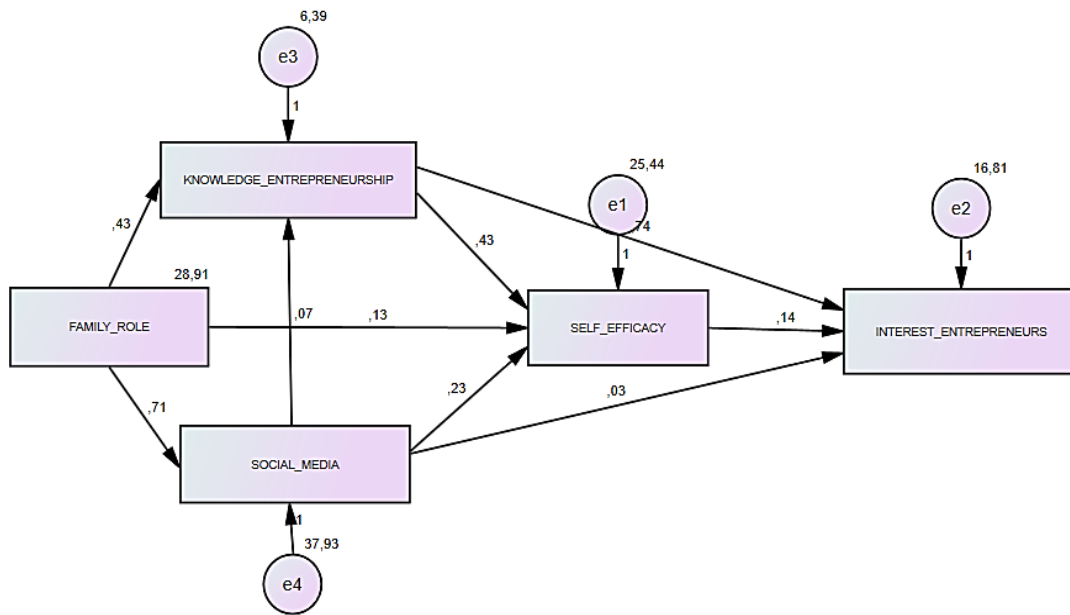 6,39
e3
1
KNOWLEDGE_ENTREPRENEURSHIP
25,44
e1
,74
1
16,81
e2
1
,43
,43
28,91
FAMILY_ROLE
,07
,13
SELF_EFFICACY
,14
INTEREST_ENTREPRENEURS
,71
,23
,03
SOCIAL_MEDIA
1
37,93
e4